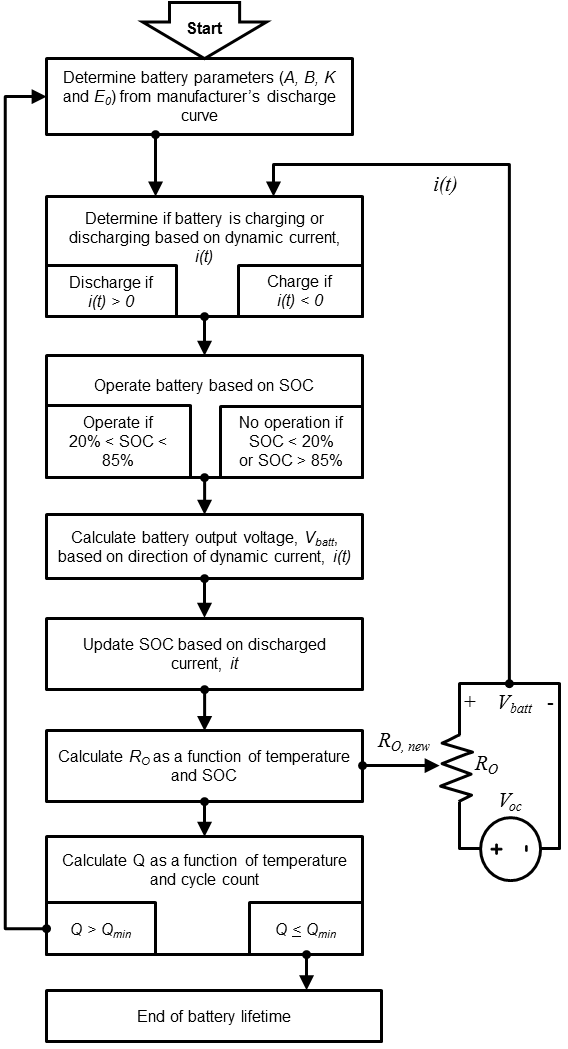 Start
Determine battery parameters (A, B, K
and E0) from manufacturer's discharge
curve
i(t)
Determine if battery is charging or
discharging based on dynamic current,
i(t)
Discharge if
i(t) > 0
Charge if
i(t) < 0
Operate battery based on SOC
Operate if
20% < SOC <
85%
No operation if
SOC < 20%
or SOC > 85%
Calculate battery output voltage, Vbatt,
based on direction of dynamic current, i(t)
Update SOC based on discharged
current, it
Calculate RO as a function of temperature
and SOC
RO, new
+ Vbatt -
RO
Voc
+ -
Calculate Q as a function of temperature
and cycle count
Q > Qmin
Q ≤ Qmin
End of battery lifetime